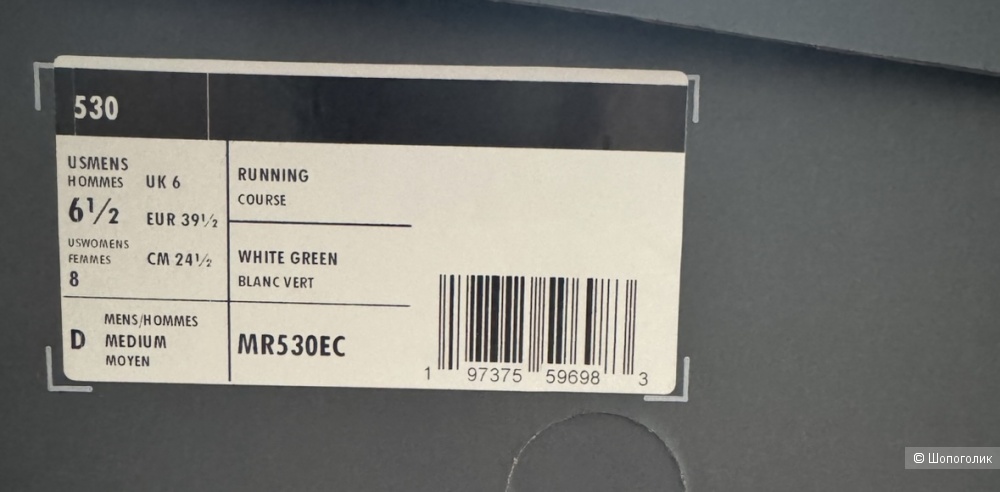 530
USMENS
HOMMES
6½
UK 6
EUR 39½
USWOMENS
FEMMES
8
CM 24½
RUNNING
COURSE
WHITE GREEN
BLANC VERT
D
MENS/HOMMES
MEDIUM
MOYEN
MR530EC
1 97375 59698 3
© Шопоголик